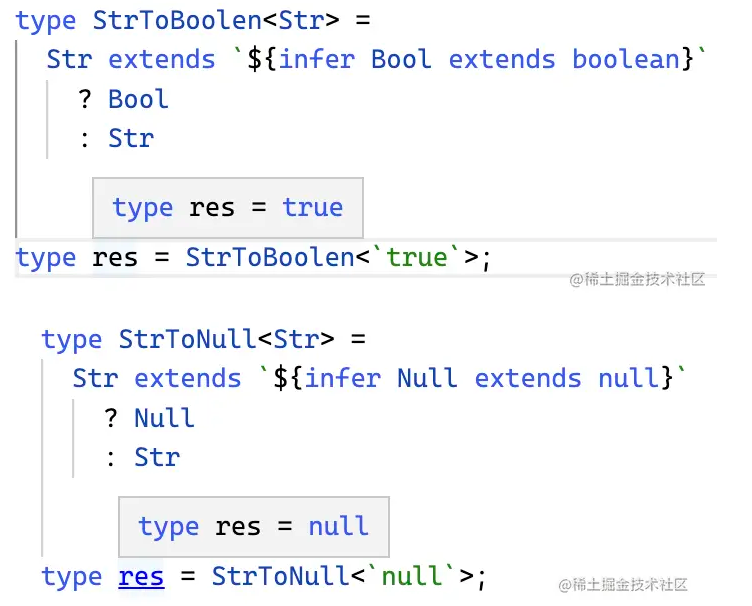 type StrToBoolen<Str> =
Str extends `${infer Bool extends boolean}`
? Bool
: Str
type res = true
type res = StrToBoolen<`true`>;
@稀土掘金技术社区
type StrToNull<Str> =
Str extends `${infer Null extends null}`
? Null
: Str
type res = null
type res = StrToNull<`null`>;
@稀土掘金技术社区